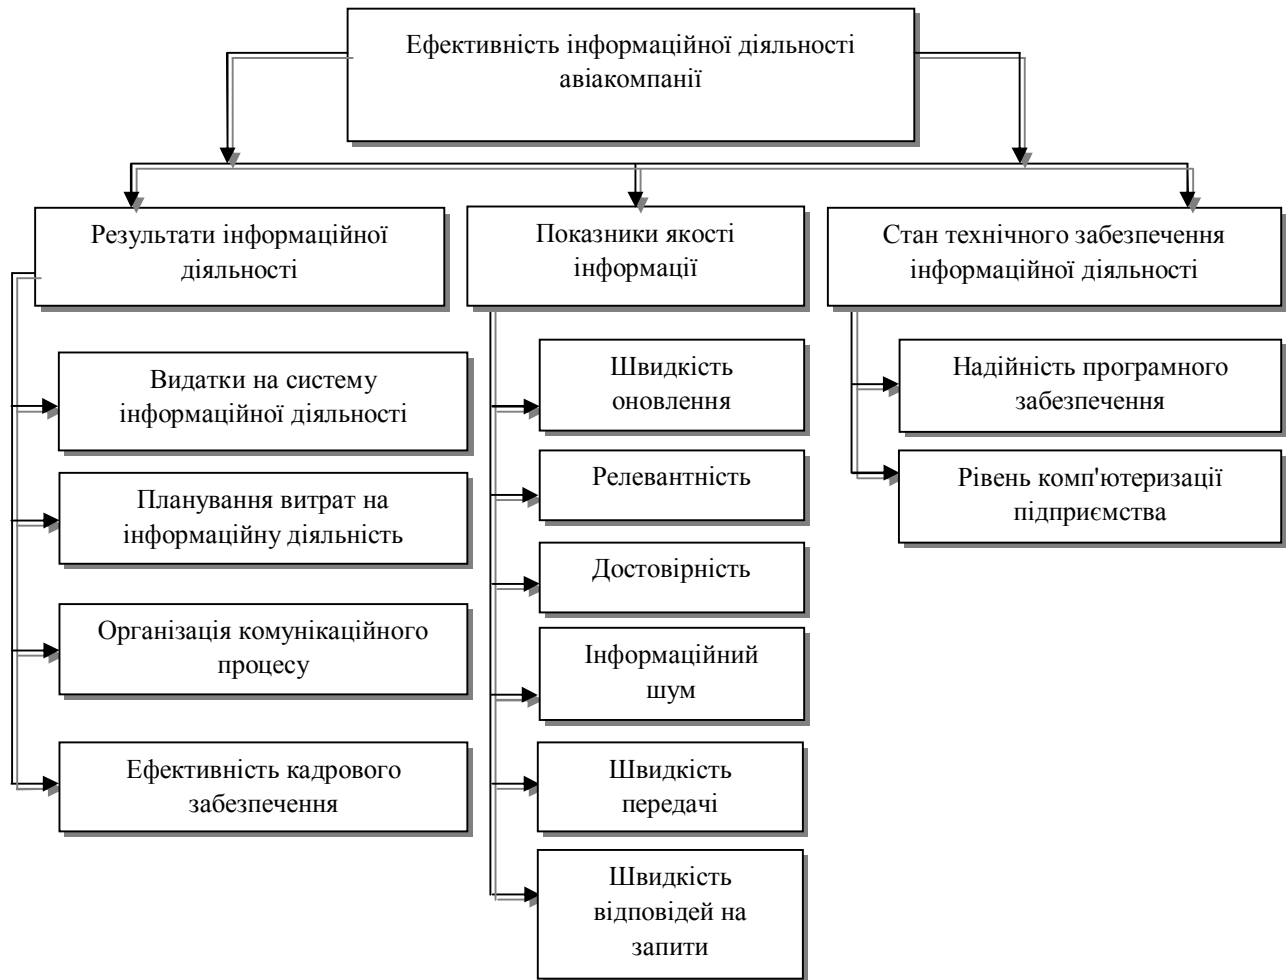 Ефективність інформаційної діяльності
авіакомпанії
Результати інформаційної
діяльності
Видатки на систему
інформаційної діяльності
Планування витрат на
інформаційну діяльність
Організація комунікаційного
процесу
Ефективність кадрового
забезпечення
Показники якості
інформації
Швидкість
оновлення
Релевантність
Достовірність
Інформаційний
шум
Швидкість
передачі
Швидкість
відповідей на
запити
Стан технічного забезпечення
інформаційної діяльності
Надійність програмного
забезпечення
Рівень комп'ютеризації
підприємства